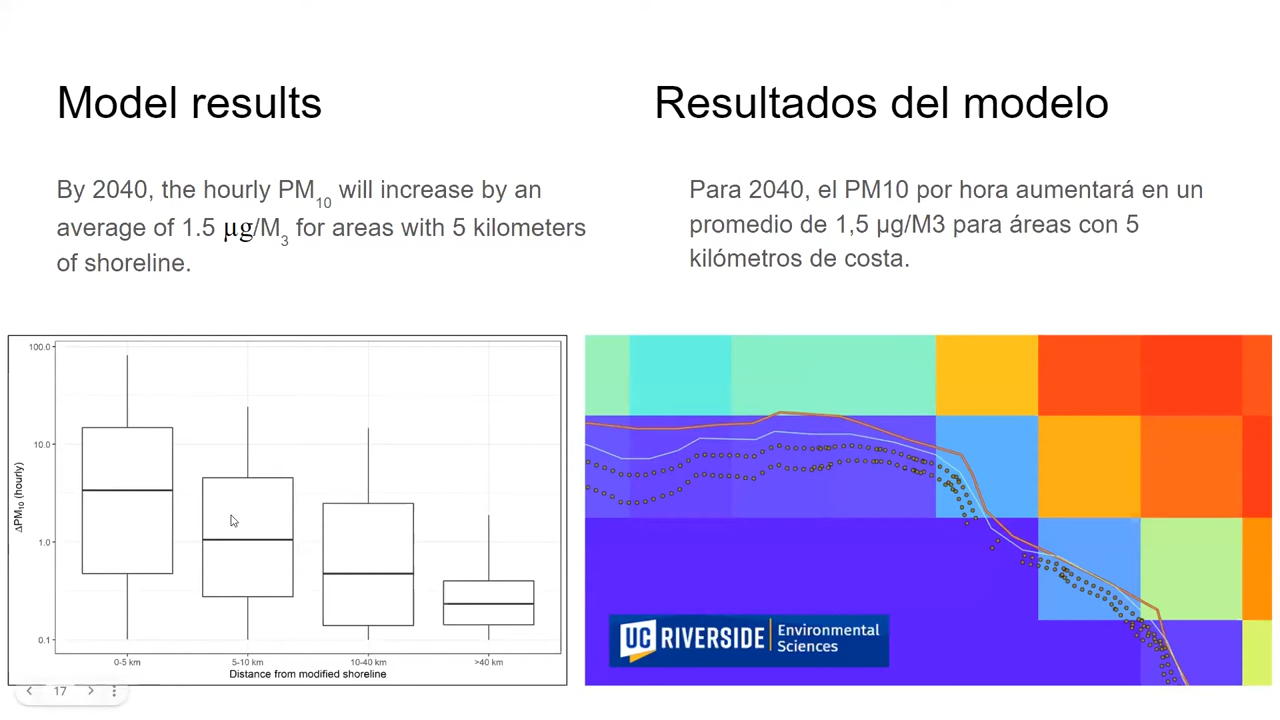 Model results
Resultados del modelo
By 2040, the hourly PM10 will increase by an
average of 1.5 µg/M3 for areas with 5 kilometers
of shoreline.
Para 2040, el PM10 por hora aumentará en un
promedio de 1,5 µg/M3 para áreas con 5
kilómetros de costa.
100.0
10.0
1.0
0.1
ΔPM10 (hourly)
0-5 km
5-10 km
10-40 km
>40 km
Distance from modified shoreline
UC RIVERSIDE
Environmental
Sciences
17